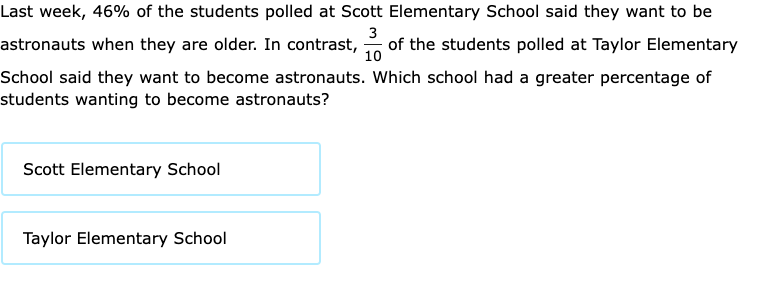 Last week, 46% of the students polled at Scott Elementary School said they want to be
astronauts when they are older. In contrast, 3/10 of the students polled at Taylor Elementary
School said they want to become astronauts. Which school had a greater percentage of
students wanting to become astronauts?
Scott Elementary School
Taylor Elementary School